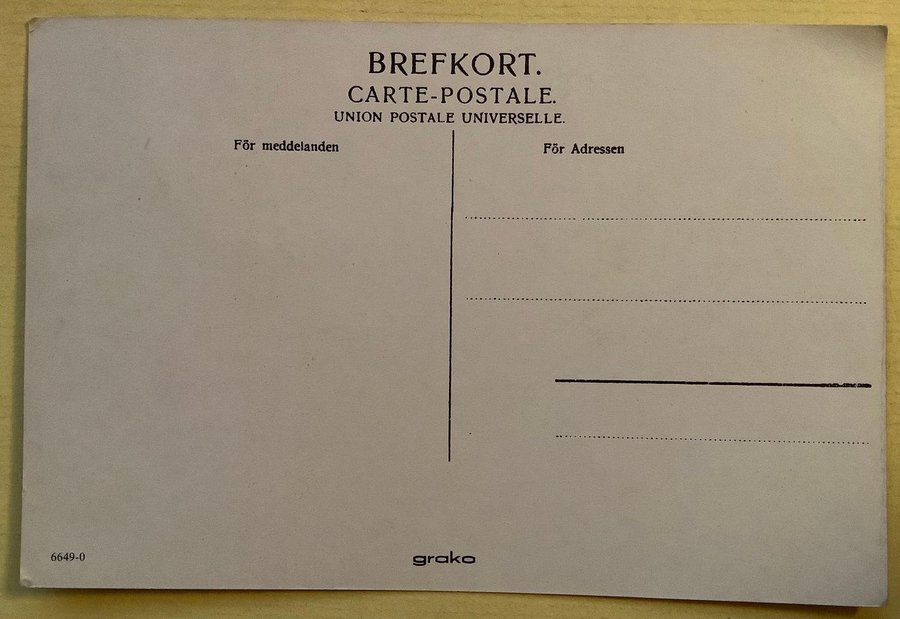 BREFKORT.
CARTE-POSTALE.
UNION POSTALE UNIVERSELLE.
För meddelanden
För Adressen
6649-0
grako